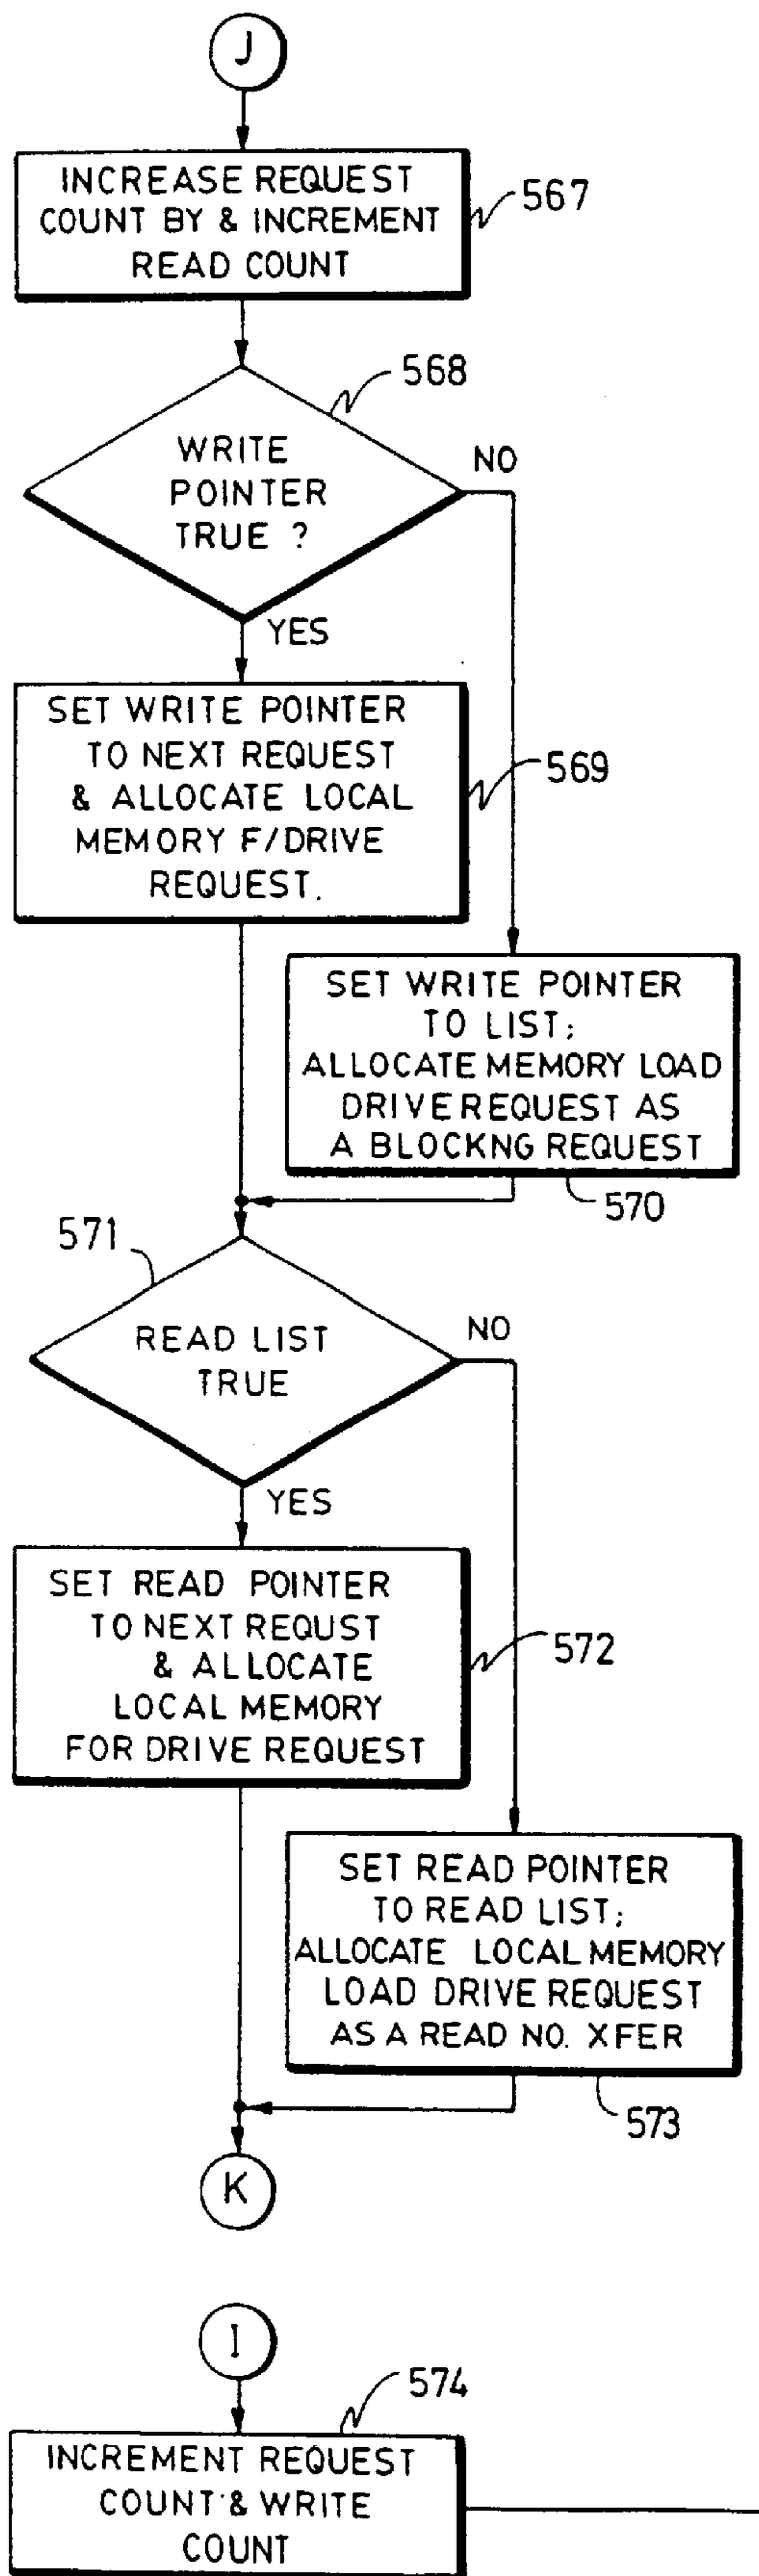 J
INCREASE REQUEST
COUNT BY & INCREMENT
READ COUNT
567
568
WRITE
POINTER
TRUE ?
NO
YES
SET WRITE POINTER
TO NEXT REQUEST
& ALLOCATE LOCAL
MEMORY F/DRIVE
REQUEST.
569
SET WRITE POINTER
TO LIST;
ALLOCATE MEMORY LOAD
DRIVE REQUEST AS
A BLOCKNG REQUEST
570
571
READ LIST
TRUE
NO
YES
SET READ POINTER
TO NEXT REQUST
& ALLOCATE
LOCAL MEMORY
FOR DRIVE REQUEST
572
SET READ POINTER
TO READ LIST;
ALLOCATE LOCAL MEMORY
LOAD DRIVE REQUEST
AS A READ NO. XFER
573
K
I
574
INCREMENT REQUEST
COUNT & WRITE
COUNT